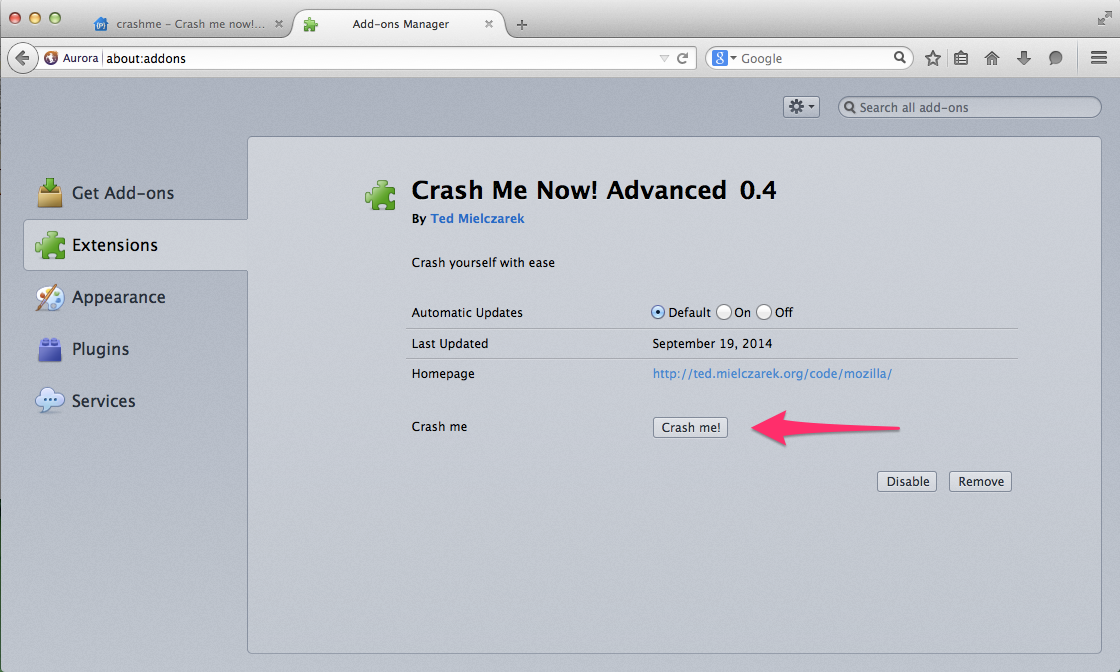 crashme - Crash me now!...
Add-ons Manager
Aurora
about:addons
Google
Search all add-ons
Get Add-ons
Extensions
Appearance
Plugins
Services
Crash Me Now! Advanced 0.4
By Ted Mielczarek
Crash yourself with ease
Automatic Updates Default On Off
Last Updated September 19, 2014
Homepage http://ted.mielczarek.org/code/mozilla/
Crash me Crash me!
Disable Remove